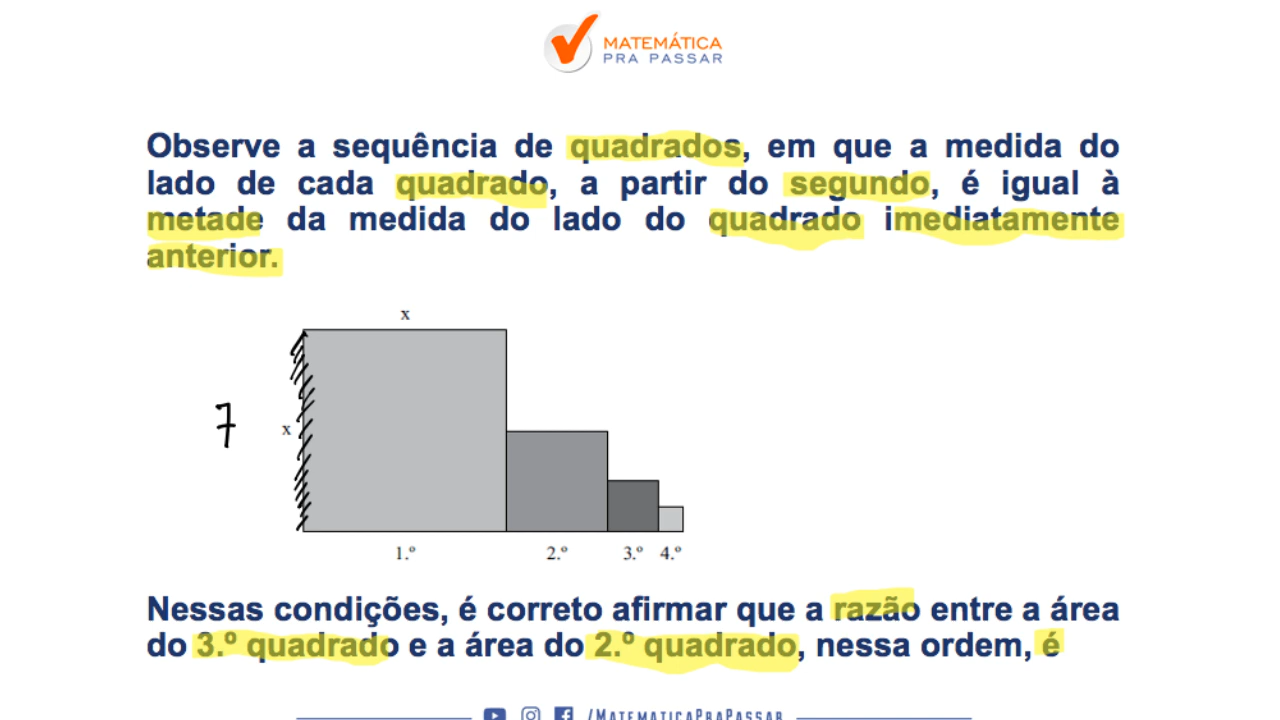 MATEMÁTICA
PRA PASSAR
Observe a sequência de quadrados, em que a medida do
lado de cada quadrado, a partir do segundo, é igual à
metade da medida do lado do quadrado imediatamente
anterior.
x
7
x
1.º 2.º 3.º 4.º
Nessas condições, é correto afirmar que a razão entre a área
do 3.º quadrado e a área do 2.º quadrado, nessa ordem, é
/MATEMATICAPRAPASSAR